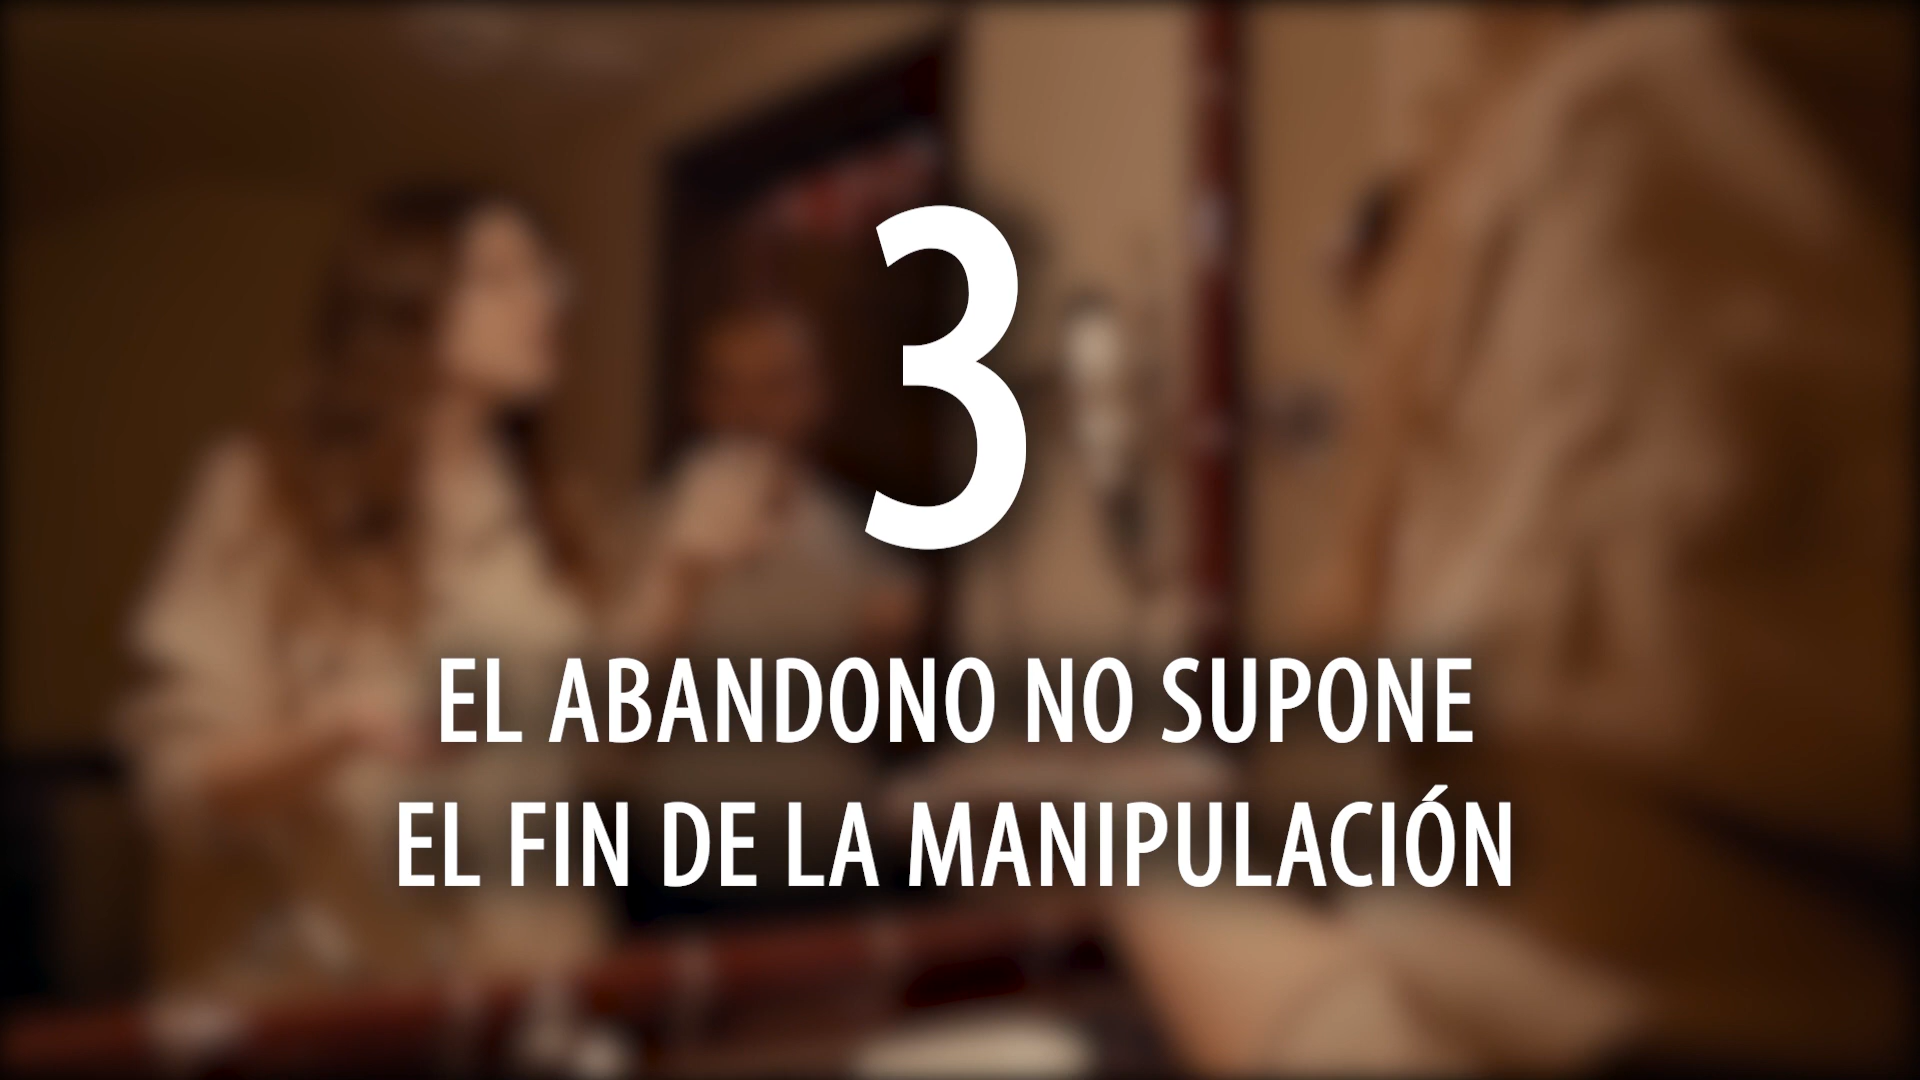 3
EL ABANDONO NO SUPONE
EL FIN DE LA MANIPULACIÓN